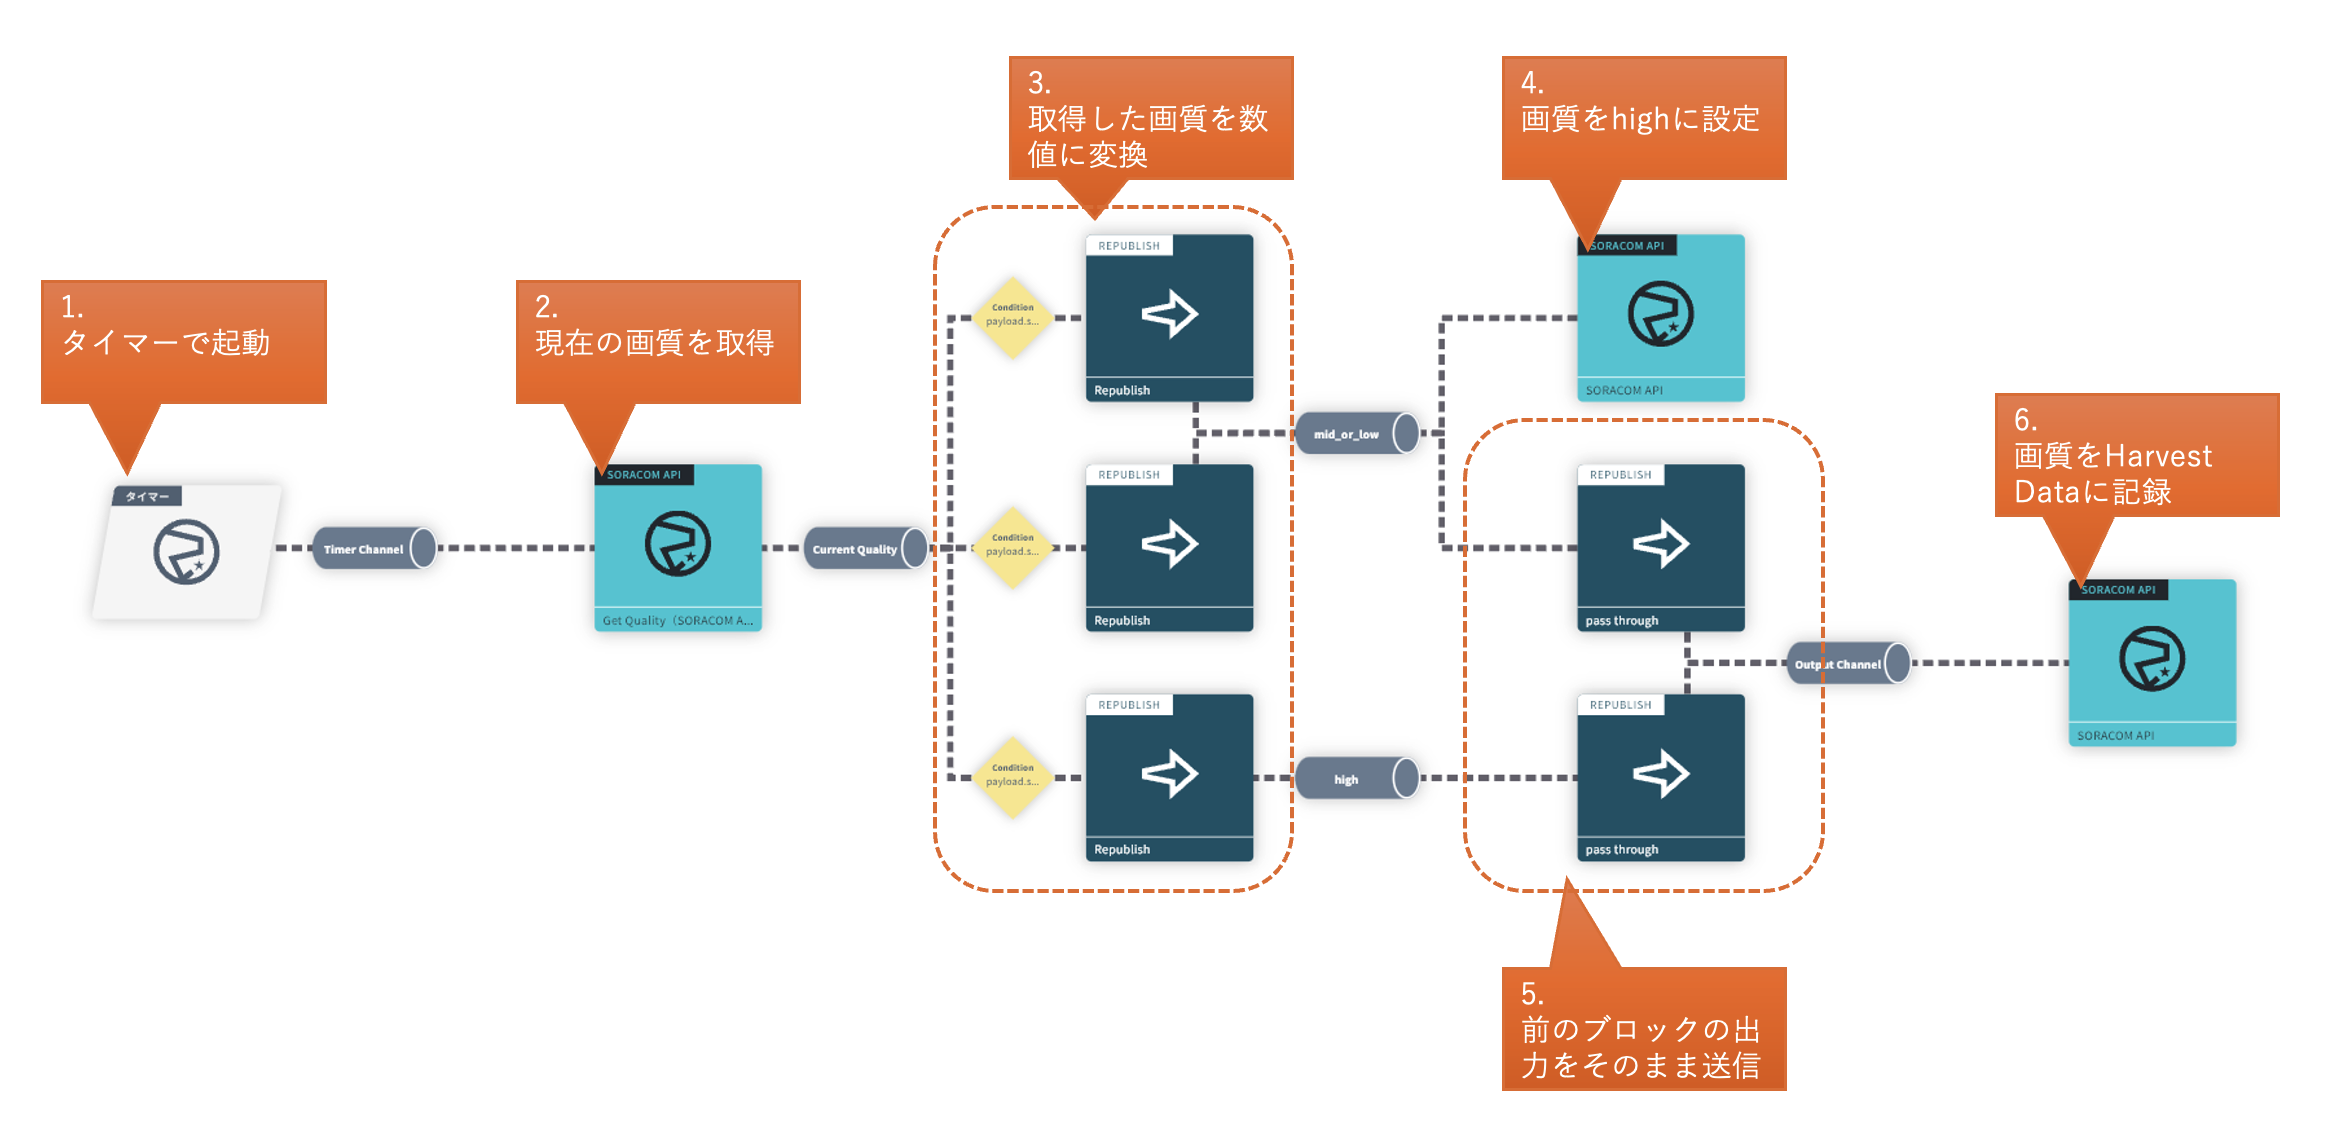 1.
タイマーで起動
2.
現在の画質を取得
3.
取得した画質を数
値に変換
4.
画質をhighに設定
6.
画質をHarvest
Dataに記録
5.
前のブロックの出
力をそのまま送信
タイマー
Timer Channel
SORACOM API
Get Quality（SORACOM A...
Current Quality
Condition
payload.s...
REPUBLISH
Republish
Condition
payload.s...
REPUBLISH
Republish
Condition
payload.s...
REPUBLISH
Republish
mid_or_low
high
SORACOM API
SORACOM API
REPUBLISH
pass through
REPUBLISH
pass through
Output Channel
SORACOM API
SORACOM API